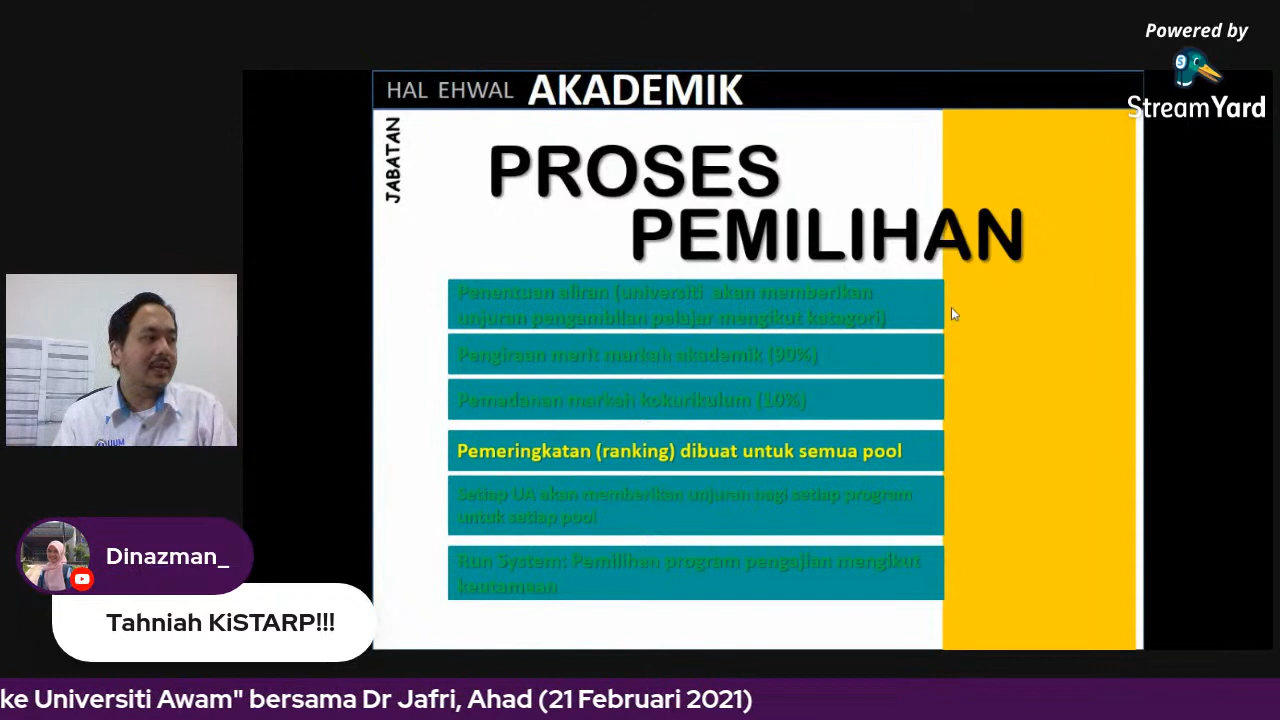 Powered by
StreamYard
HAL EHWAL AKADEMIK
JABATAN
PROSES
PEMILIHAN
Penentuan aliran (universiti akan memberikan
unjuran pengambilan pelajar mengikut katagori)
Pengiraan merit markah akademik (90%)
Pemadanan markah kokurikulum (10%)
Pemeringkatan (ranking) dibuat untuk semua pool
Setiap UA akan memberikan unjuran bagi setiap program
untuk setiap pool
Run System: Pemilihan program pengajian mengikut
keutamaan
UUM
Dinazman_
Tahniah KiSTARP!!!
ke Universiti Awam" bersama Dr Jafri, Ahad (21 Februari 2021)